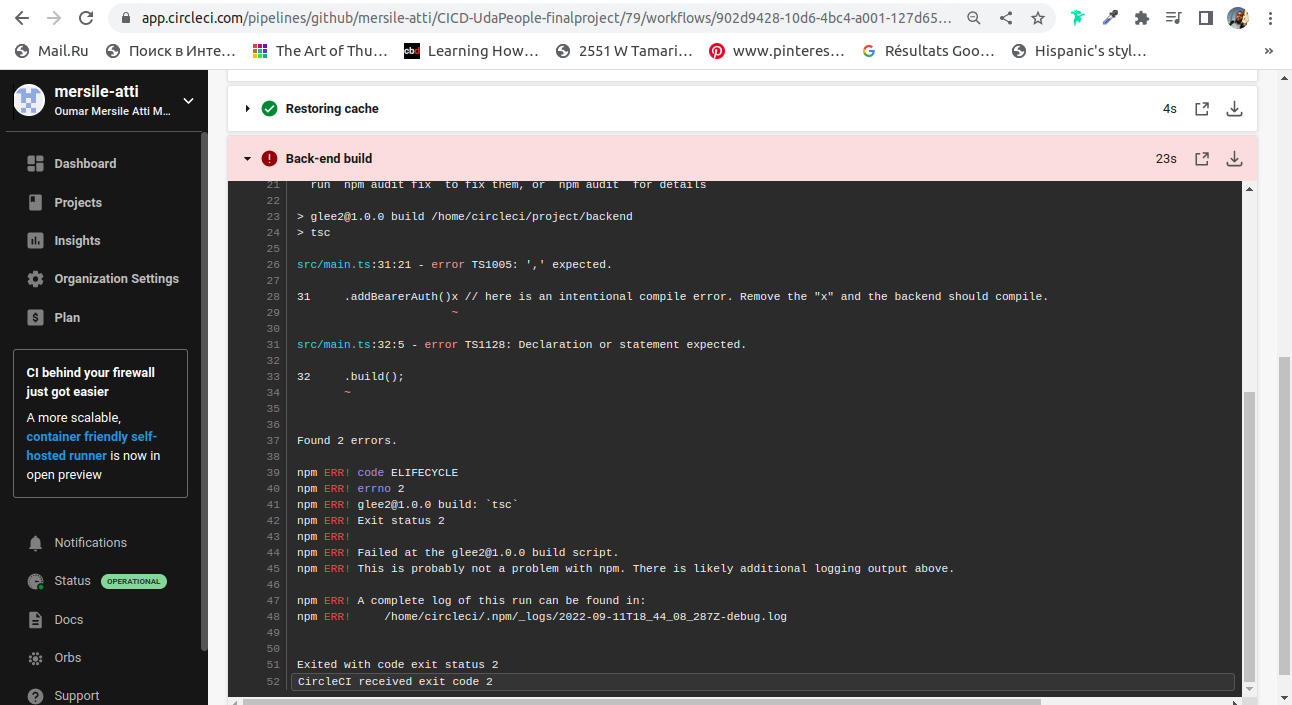 app.circleci.com/pipelines/github/mersile-atti/CICD-UdaPeople-finalproject/79/workflows/902d9428-10d6-4bc4-a001-127d65…
Mail.Ru
Поиск в Инте…
The Art of Thu…
cbd
Learning How…
2551 W Tamari…
www.pinteres…
Résultats Goo…
Hispanic's styl…
»
mersile-atti
Oumar Mersile Atti M...
Dashboard
Projects
Insights
Organization Settings
Plan
CI behind your firewall
just got easier
A more scalable,
container friendly self-
hosted runner is now in
open preview
Notifications
Status OPERATIONAL
Docs
Orbs
Support
Restoring cache 4s
Back-end build 23s
21 run `npm audit fix` to fix them, or `npm audit` for details
22
23 > glee2@1.0.0 build /home/circleci/project/backend
24 > tsc
25
26 src/main.ts:31:21 - error TS1005: ',' expected.
27
28 31 .addBearerAuth()x // here is an intentional compile error. Remove the "x" and the backend should compile.
29 ~
30
31 src/main.ts:32:5 - error TS1128: Declaration or statement expected.
32
33 32 .build();
34 ~
35
36
37 Found 2 errors.
38
39 npm ERR! code ELIFECYCLE
40 npm ERR! errno 2
41 npm ERR! glee2@1.0.0 build: `tsc`
42 npm ERR! Exit status 2
43 npm ERR!
44 npm ERR! Failed at the glee2@1.0.0 build script.
45 npm ERR! This is probably not a problem with npm. There is likely additional logging output above.
46
47 npm ERR! A complete log of this run can be found in:
48 npm ERR! /home/circleci/.npm/_logs/2022-09-11T18_44_08_287Z-debug.log
49
50
51 Exited with code exit status 2
52 CircleCI received exit code 2